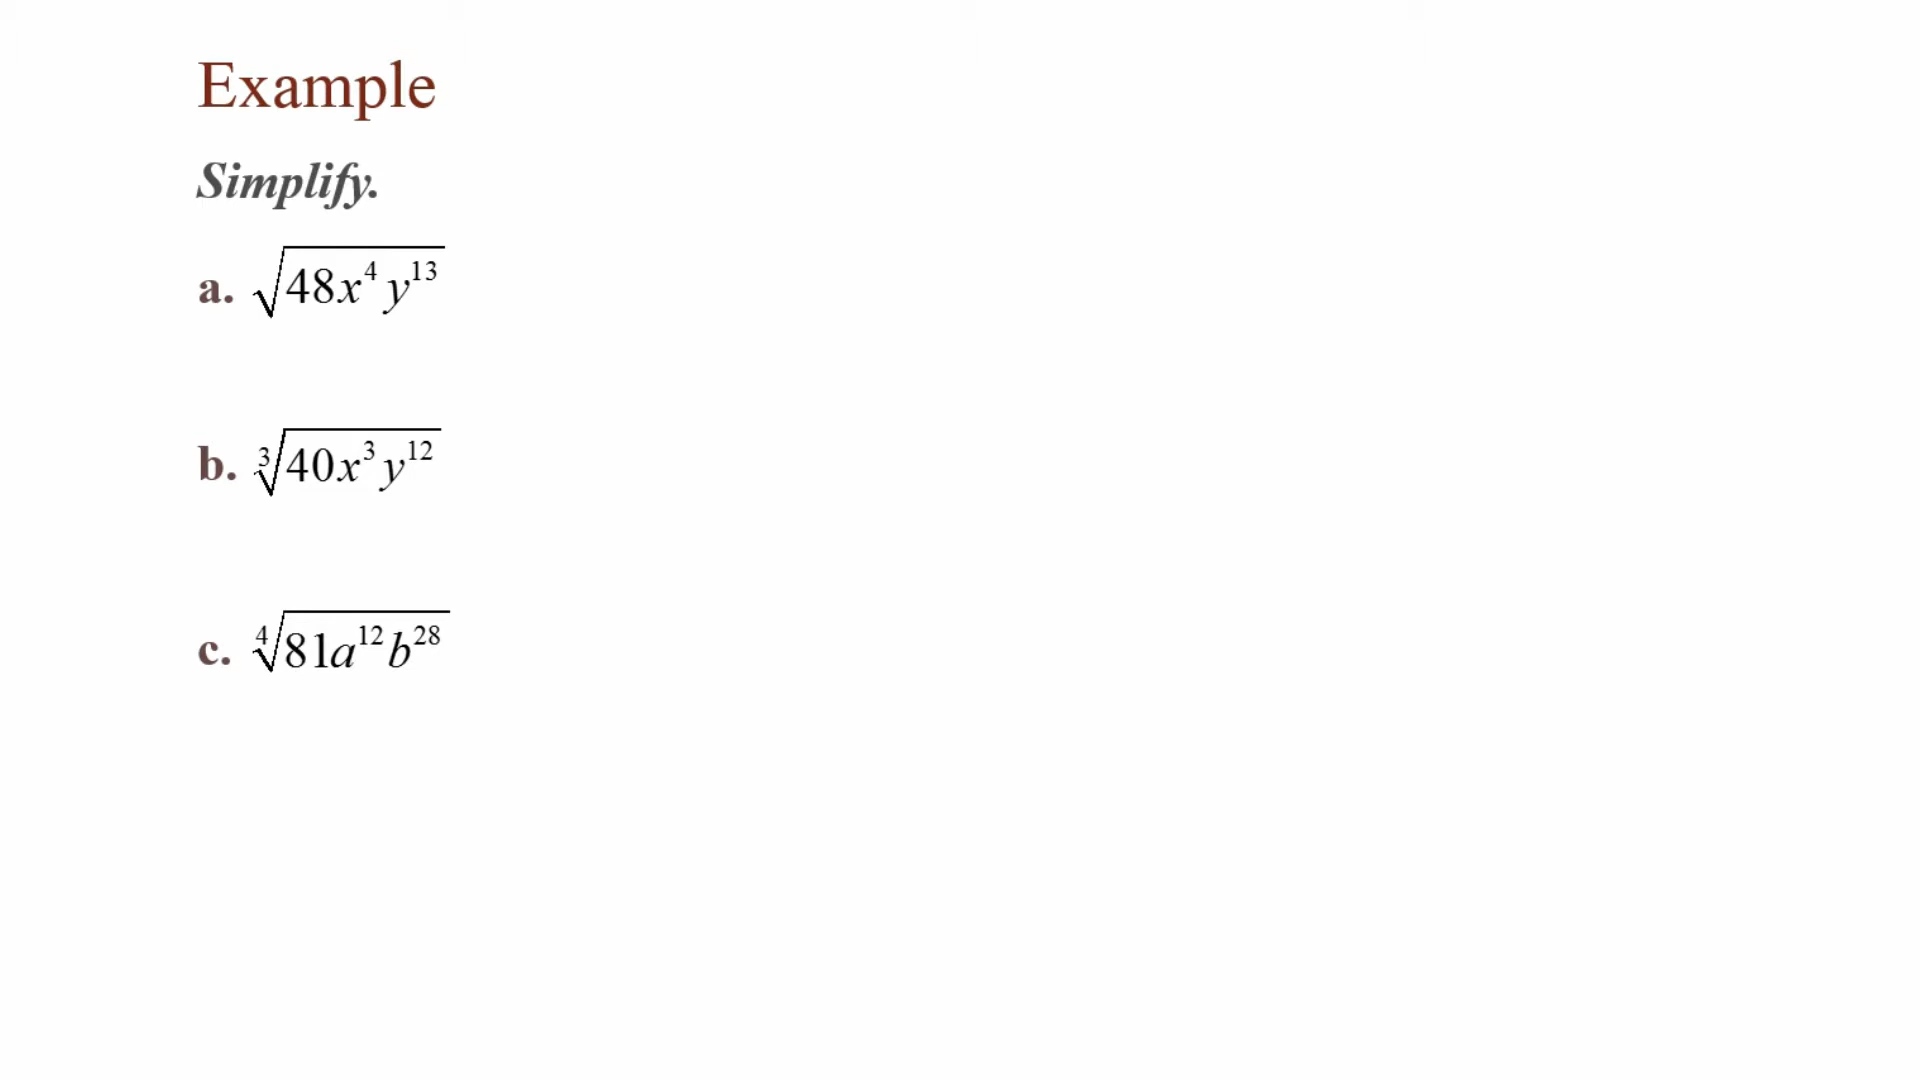 Example
Simplify.
a. √48x⁴y¹³
b. ∛40x³y¹²
c. ∜81a¹²b²⁸